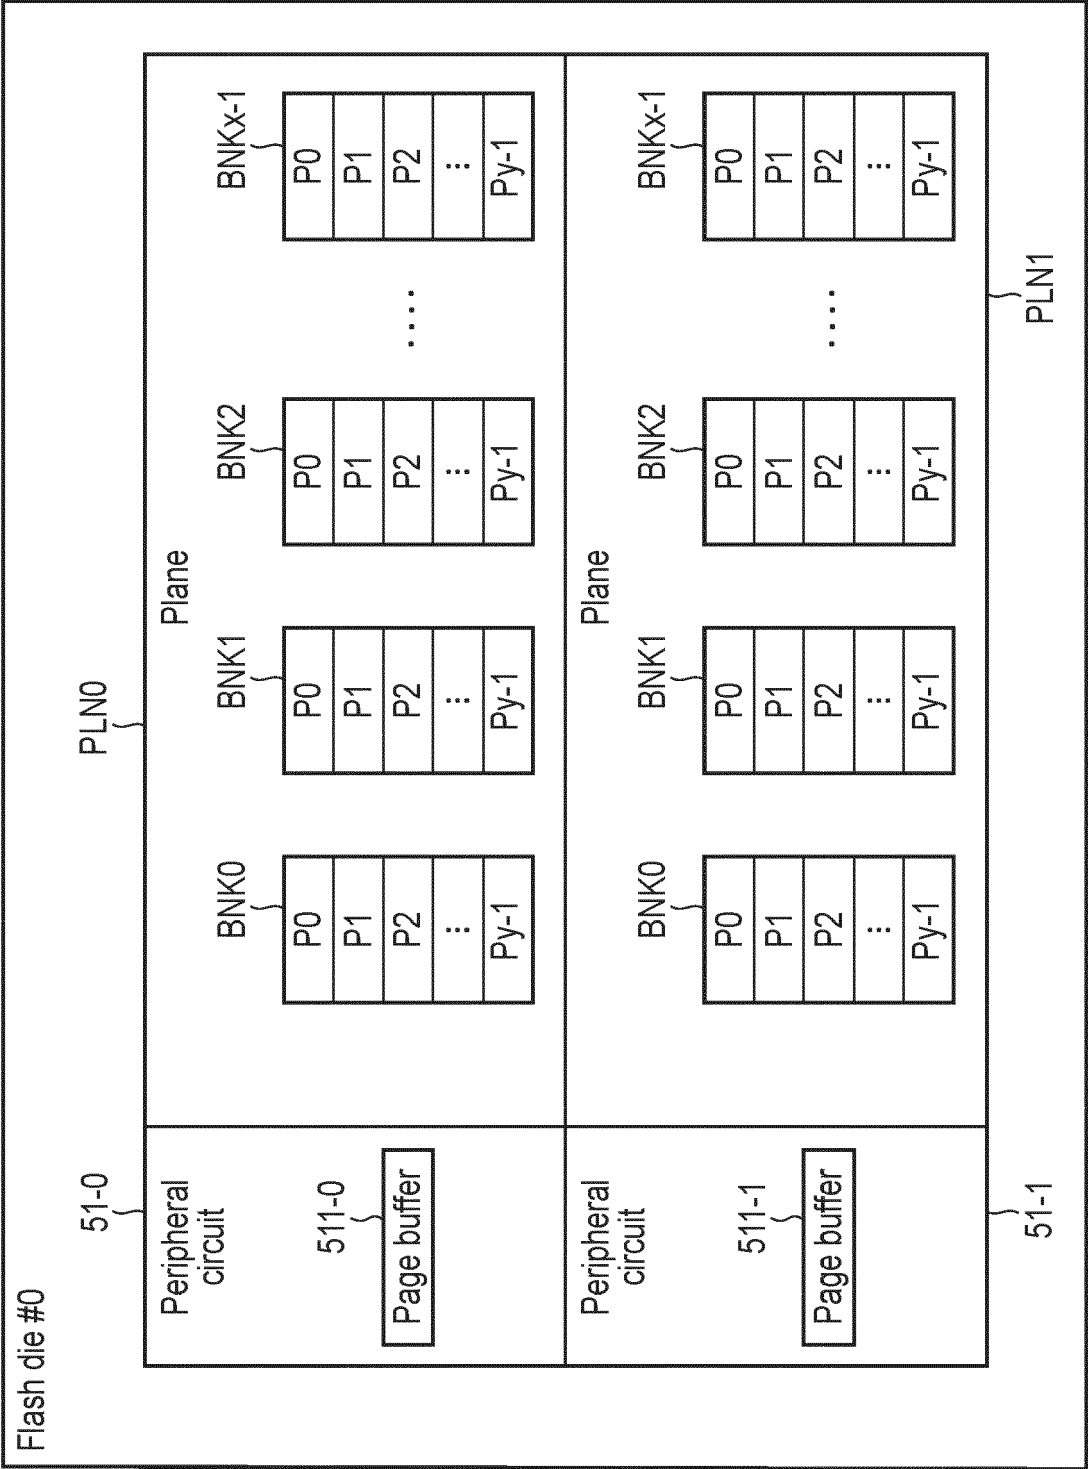 Flash die #0
51-0
PLN0
Peripheral
circuit
511-0
Page buffer
Plane
BNK0
P0
P1
P2
⋮
Py-1
BNK1
P0
P1
P2
⋮
Py-1
BNK2
P0
P1
P2
⋮
Py-1
....
BNKx-1
P0
P1
P2
⋮
Py-1
Peripheral
circuit
511-1
Page buffer
Plane
BNK0
P0
P1
P2
⋮
Py-1
BNK1
P0
P1
P2
⋮
Py-1
BNK2
P0
P1
P2
⋮
Py-1
....
BNKx-1
P0
P1
P2
⋮
Py-1
51-1
PLN1